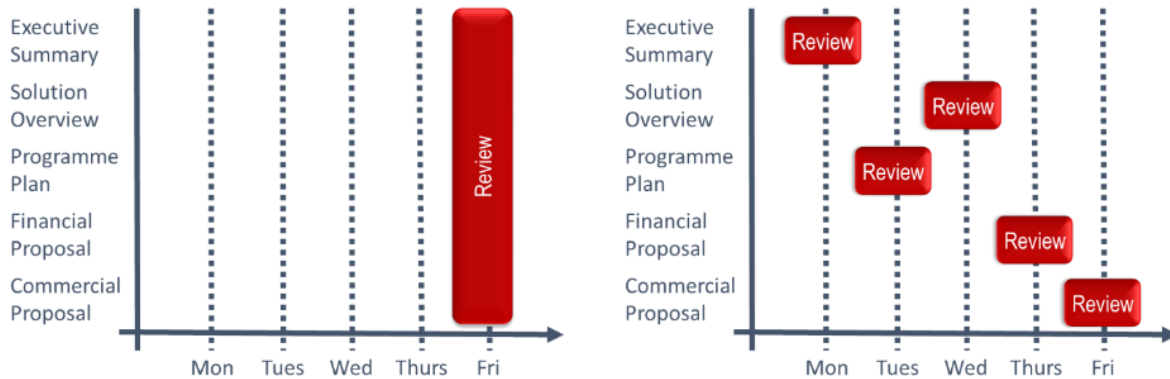 Executive
Summary
Solution
Overview
Programme
Plan
Financial
Proposal
Commercial
Proposal
Review
Mon Tues Wed Thurs Fri
Executive
Summary
Solution
Overview
Programme
Plan
Financial
Proposal
Commercial
Proposal
Review
Review
Review
Review
Review
Mon Tues Wed Thurs Fri